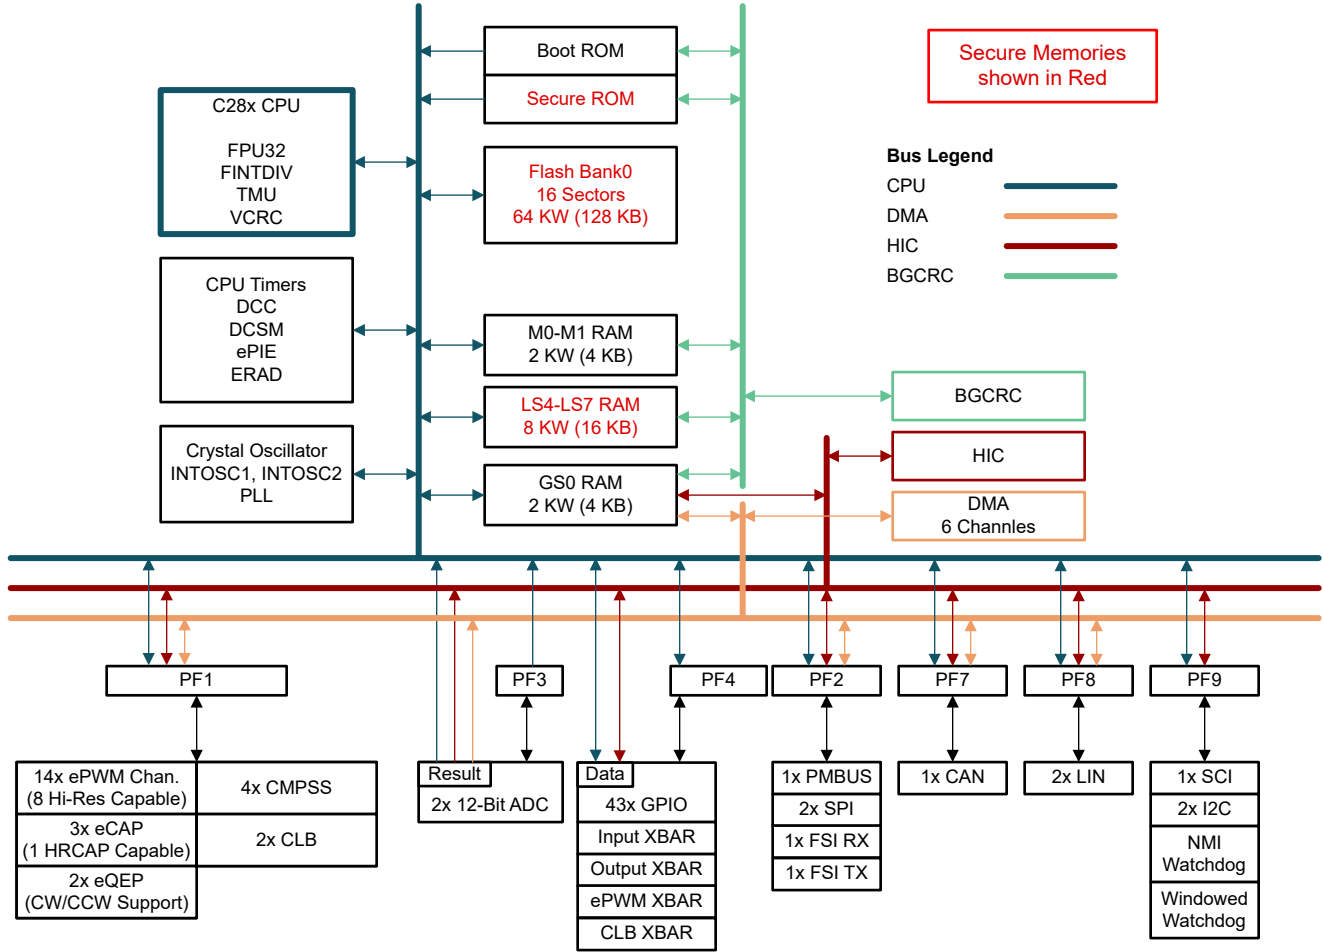 Boot ROM
Secure ROM
Secure Memories
shown in Red
C28x CPU
FPU32
FINTDIV
TMU
VCRC
Flash Bank0
16 Sectors
64 KW (128 KB)
Bus Legend
CPU
DMA
HIC
BGCRC
CPU Timers
DCC
DCSM
ePIE
ERAD
M0-M1 RAM
2 KW (4 KB)
LS4-LS7 RAM
8 KW (16 KB)
BGCRC
Crystal Oscillator
INTOSC1, INTOSC2
PLL
GS0 RAM
2 KW (4 KB)
HIC
DMA
6 Channles
PF1
PF3
PF4
PF2
PF7
PF8
PF9
14x ePWM Chan.
(8 Hi-Res Capable)
3x eCAP
(1 HRCAP Capable)
2x eQEP
(CW/CCW Support)
4x CMPSS
2x CLB
Result
2x 12-Bit ADC
Data
43x GPIO
Input XBAR
Output XBAR
ePWM XBAR
CLB XBAR
1x PMBUS
2x SPI
1x FSI RX
1x FSI TX
1x CAN
2x LIN
1x SCI
2x I2C
NMI
Watchdog
Windowed
Watchdog